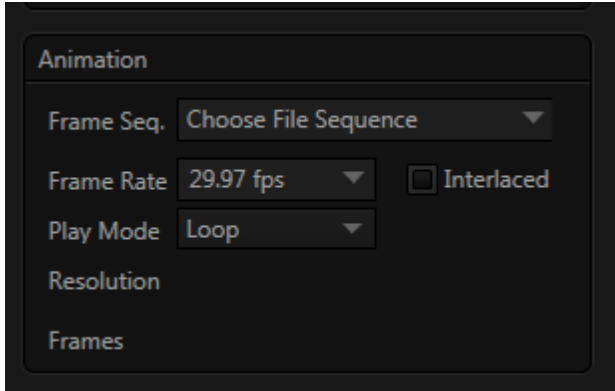 Animation
Frame Seq. Choose File Sequence
Frame Rate 29.97 fps Interlaced
Play Mode Loop
Resolution
Frames